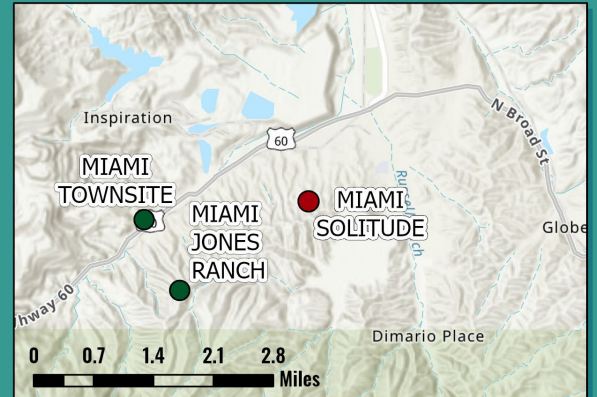 Inspiration
60
N Broad St
MIAMI
TOWNSITE
MIAMI
JONES
RANCH
MIAMI
SOLITUDE
Globe
hway 60
Dimario Place
0 0.7 1.4 2.1 2.8
Miles